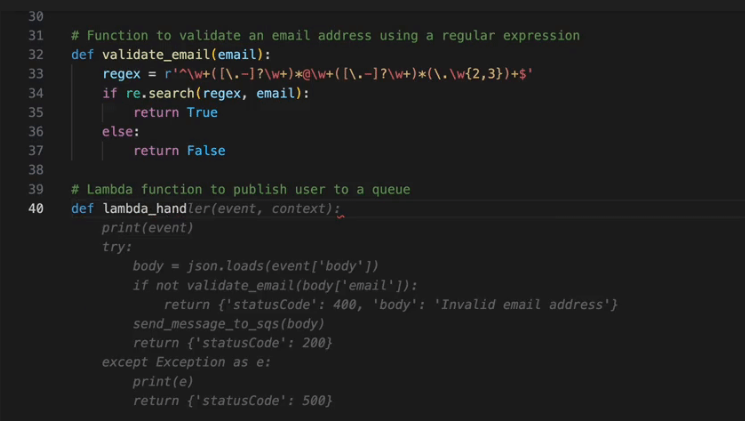 30
31 # Function to validate an email address using a regular expression
32 def validate_email(email):
33 regex = r'^\w+([\.-]?\w+)*@\w+([\.-]?\w+)*(\.\w{2,3})+$'
34 if re.search(regex, email):
35 return True
36 else:
37 return False
38
39 # Lambda function to publish user to a queue
40 def lambda_handler(event, context):
print(event)
try:
body = json.loads(event['body'])
if not validate_email(body['email']):
return {'statusCode': 400, 'body': 'Invalid email address'}
send_message_to_sqs(body)
return {'statusCode': 200}
except Exception as e:
print(e)
return {'statusCode': 500}